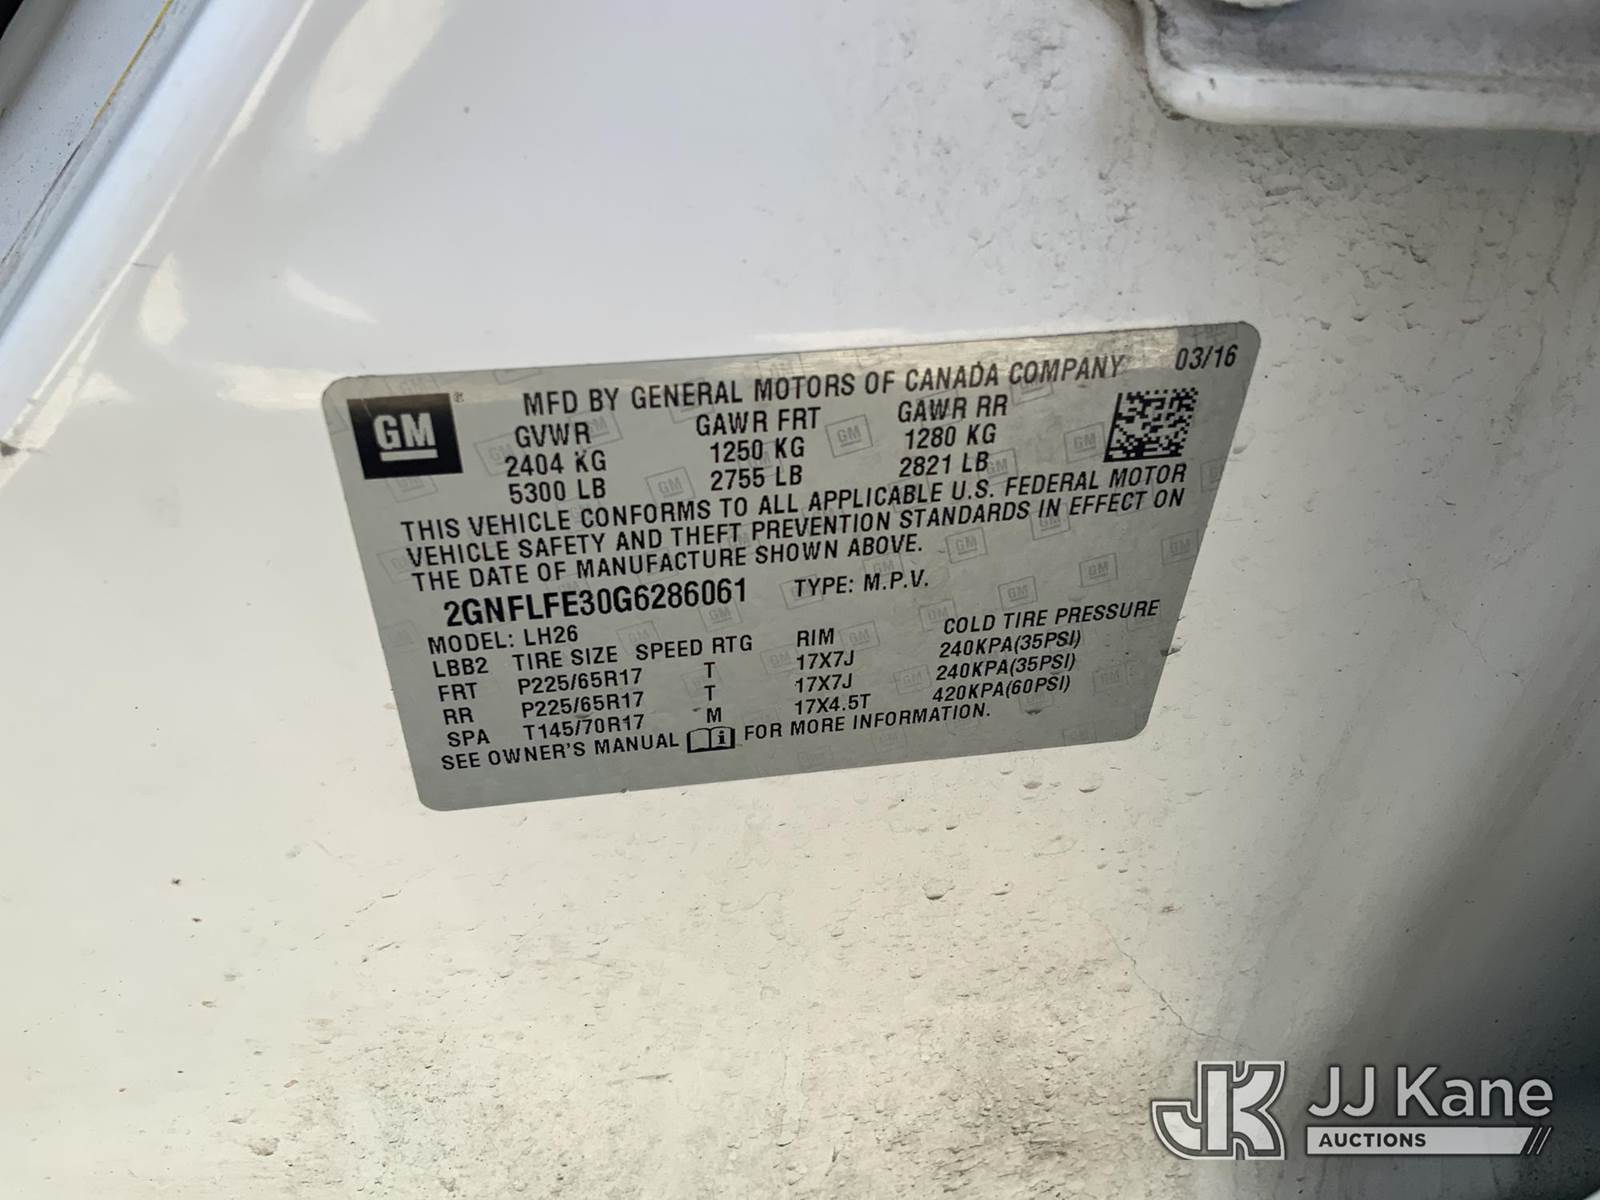 MFD BY GENERAL MOTORS OF CANADA COMPANY 03/16
GM
GVWR GAWR FRT GAWR RR
2404 KG 1250 KG 1280 KG
5300 LB 2755 LB 2821 LB
THIS VEHICLE CONFORMS TO ALL APPLICABLE U.S. FEDERAL MOTOR
VEHICLE SAFETY AND THEFT PREVENTION STANDARDS IN EFFECT ON
THE DATE OF MANUFACTURE SHOWN ABOVE.
2GNFLFE30G6286061 TYPE: M.P.V.
MODEL: LH26
LBB2 TIRE SIZE SPEED RTG RIM COLD TIRE PRESSURE
FRT P225/65R17 T 17X7J 240KPA(35PSI)
RR P225/65R17 T 17X7J 240KPA(35PSI)
SPA T145/70R17 M 17X4.5T 420KPA(60PSI)
SEE OWNER'S MANUAL i FOR MORE INFORMATION.
JK JJ Kane
AUCTIONS